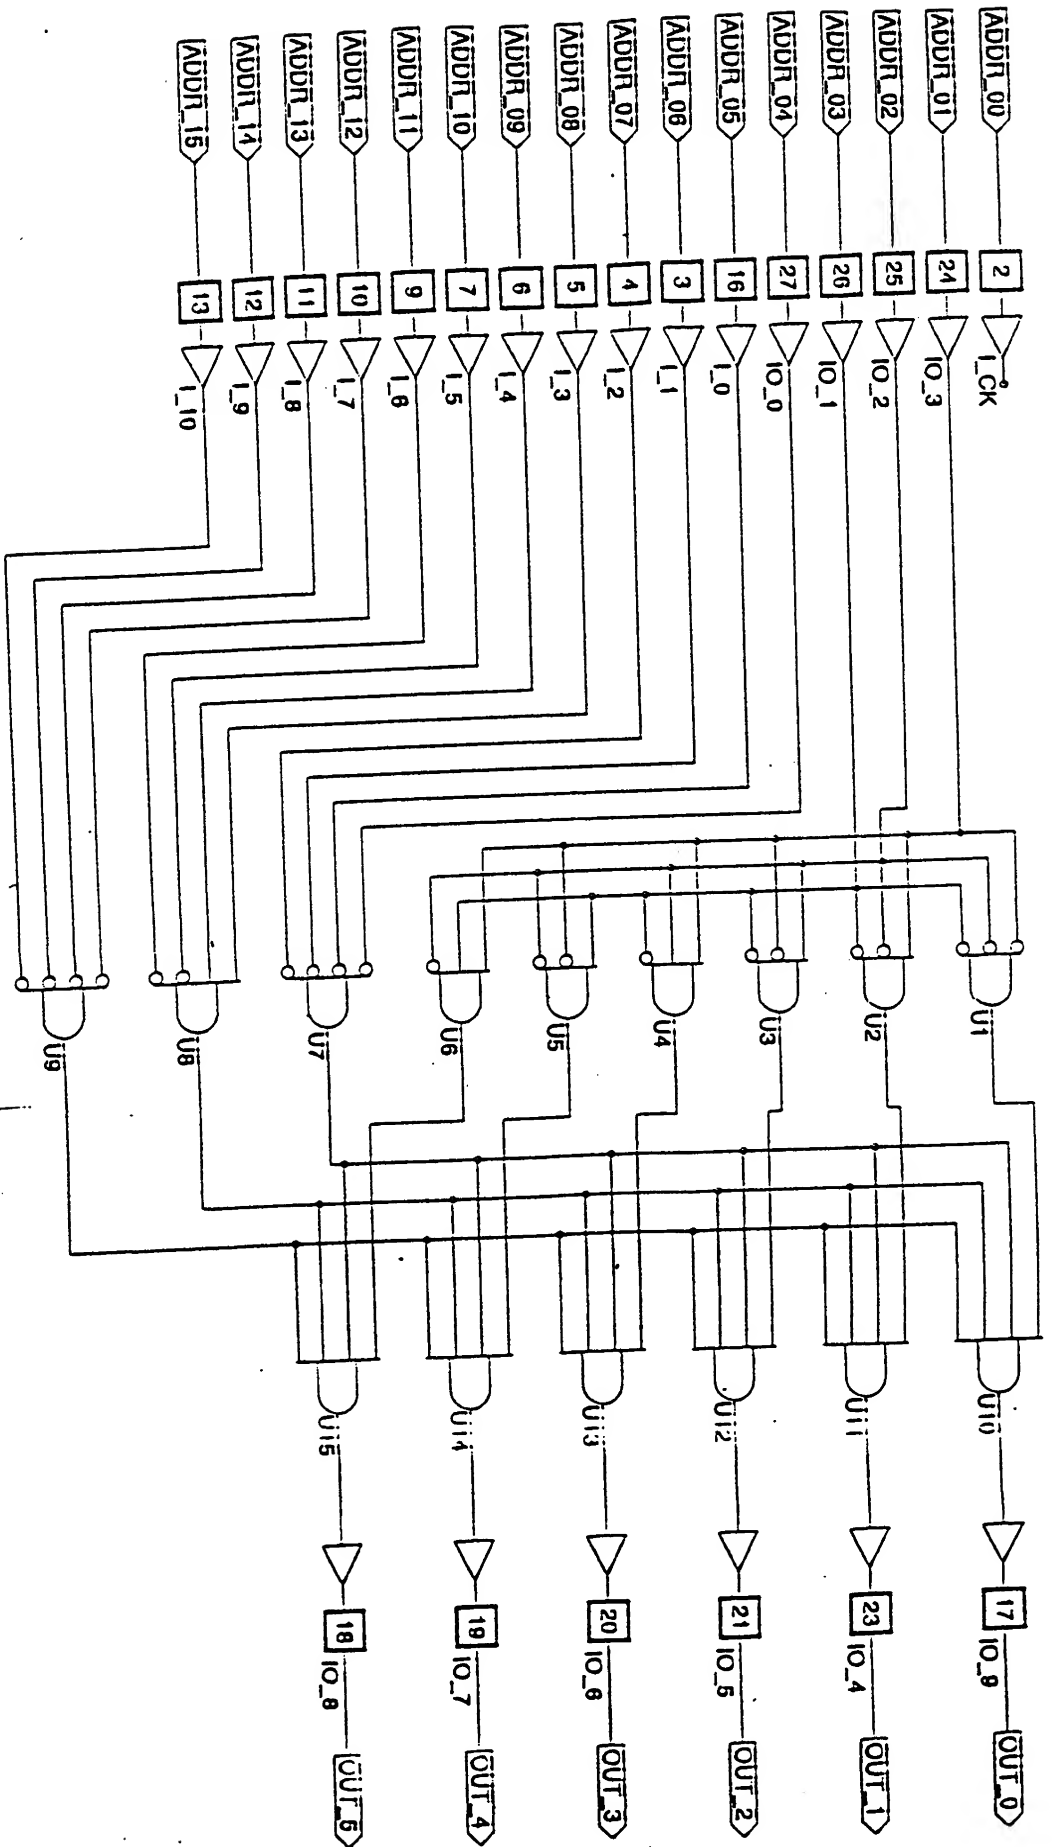 ADDR_00 2 I_CK
ADDR_01 24 IO_3
ADDR_02 25 IO_2
ADDR_03 26 IO_1
ADDR_04 27 IO_0
ADDR_05 16 I_0
ADDR_06 3 I_1
ADDR_07 4 I_2
ADDR_08 5 I_3
ADDR_09 6 I_4
ADDR_10 7 I_5
ADDR_11 9 I_6
ADDR_12 10 I_7
ADDR_13 11 I_8
ADDR_14 12 I_9
ADDR_15 13 I_10
U1
U2
U3
U4
U5
U6
U7
U8
U9
U10 17 IO_9 OUT_0
U11 23 IO_4 OUT_1
U12 21 IO_5 OUT_2
U13 20 IO_6 OUT_3
U14 19 IO_7 OUT_4
U15 18 IO_8 OUT_5